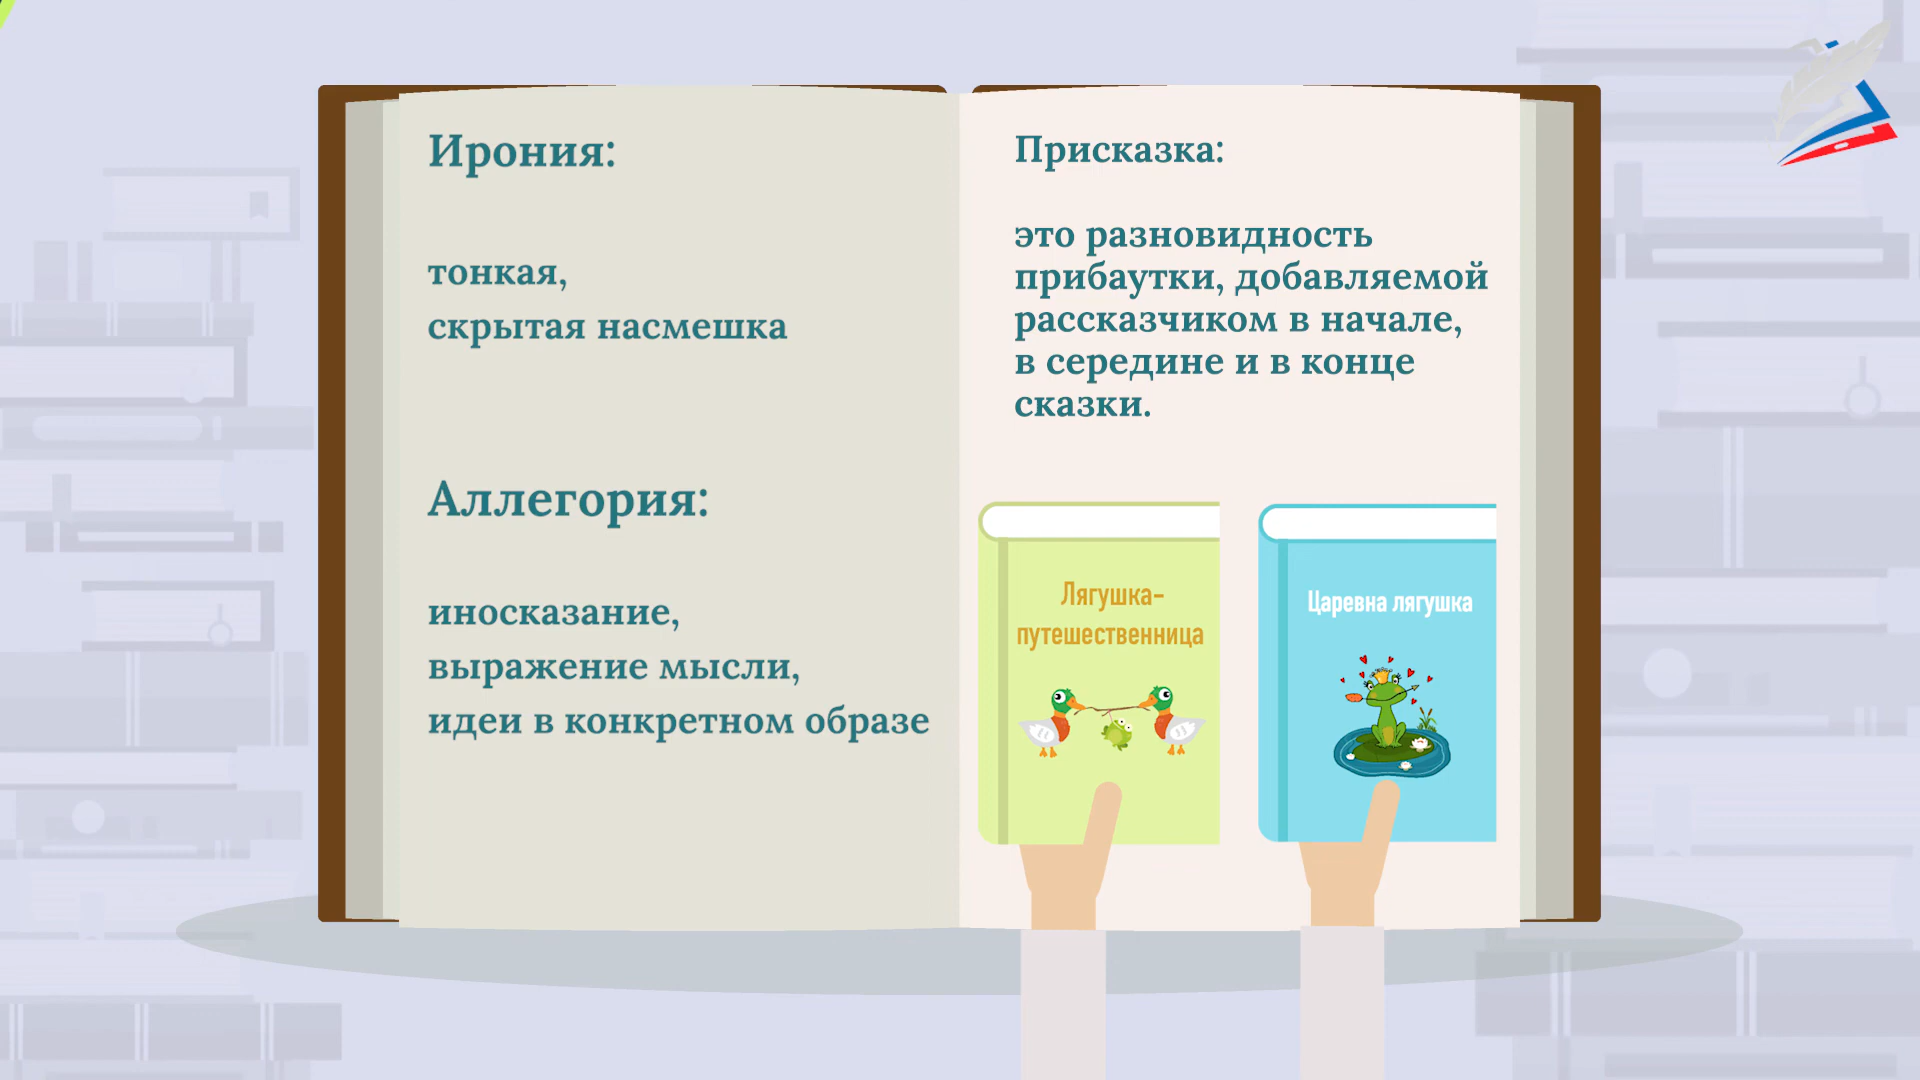 Ирония:
тонкая,
скрытая насмешка
Аллегория:
иносказание,
выражение мысли,
идеи в конкретном образе
Присказка:
это разновидность
прибаутки, добавляемой
рассказчиком в начале,
в середине и в конце
сказки.
Лягушка-
путешественница
Царевна лягушка